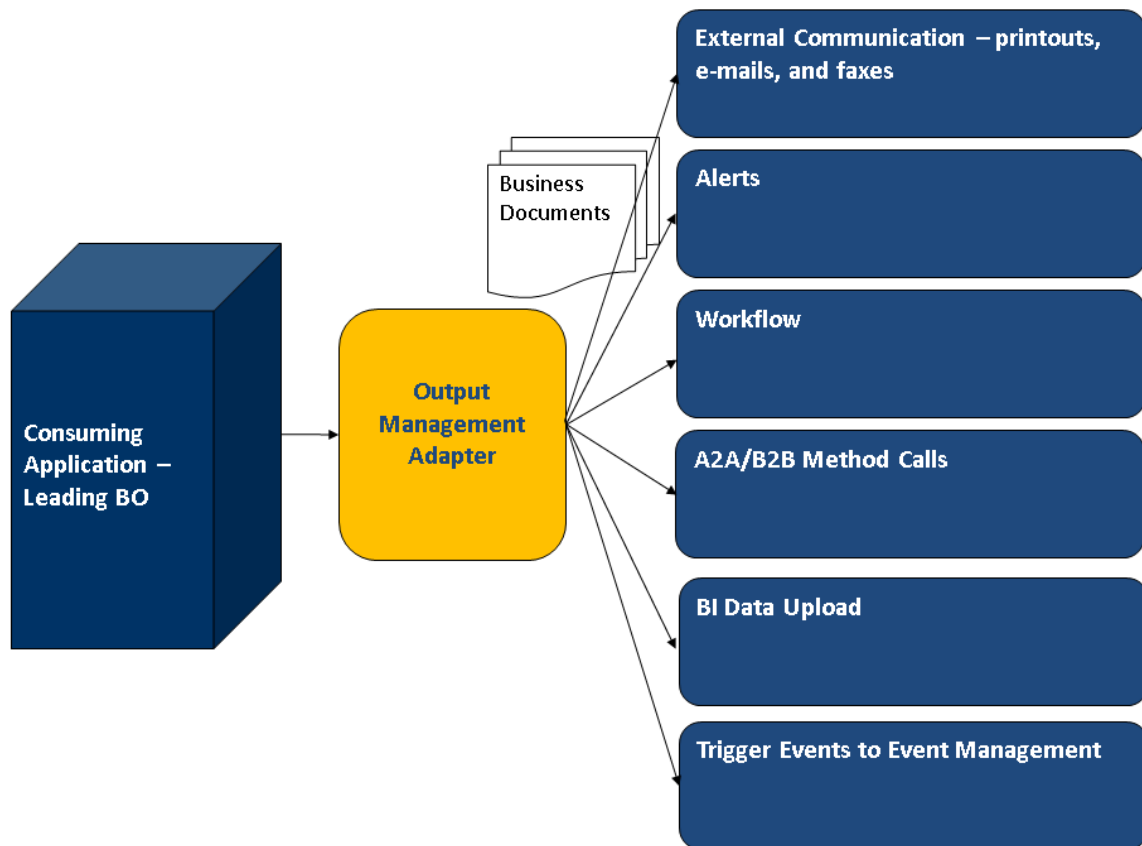 External Communication – printouts,
e-mails, and faxes
Business
Documents
Alerts
Workflow
Output
Management
Adapter
Consuming
Application –
Leading BO
A2A/B2B Method Calls
BI Data Upload
Trigger Events to Event Management